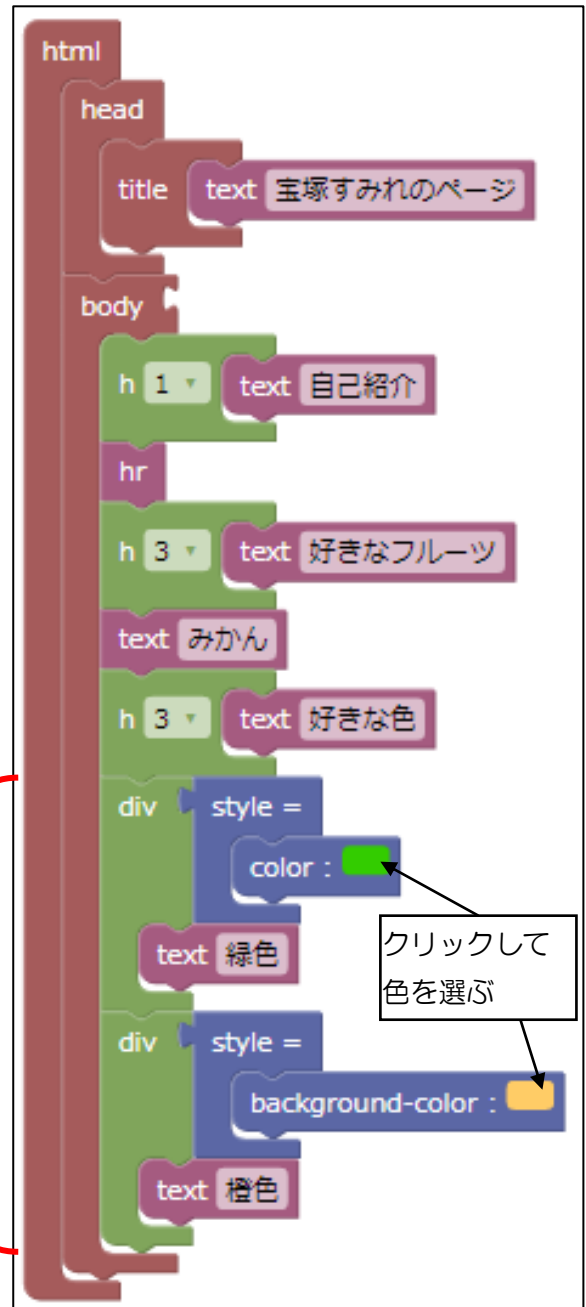 html
head
title text 宝塚すみれのページ
body
h 1 text 自己紹介
hr
h 3 text 好きなフルーツ
text みかん
h 3 text 好きな色
div style =
color :
text 緑色
クリックして
色を選ぶ
div style =
background-color :
text 橙色